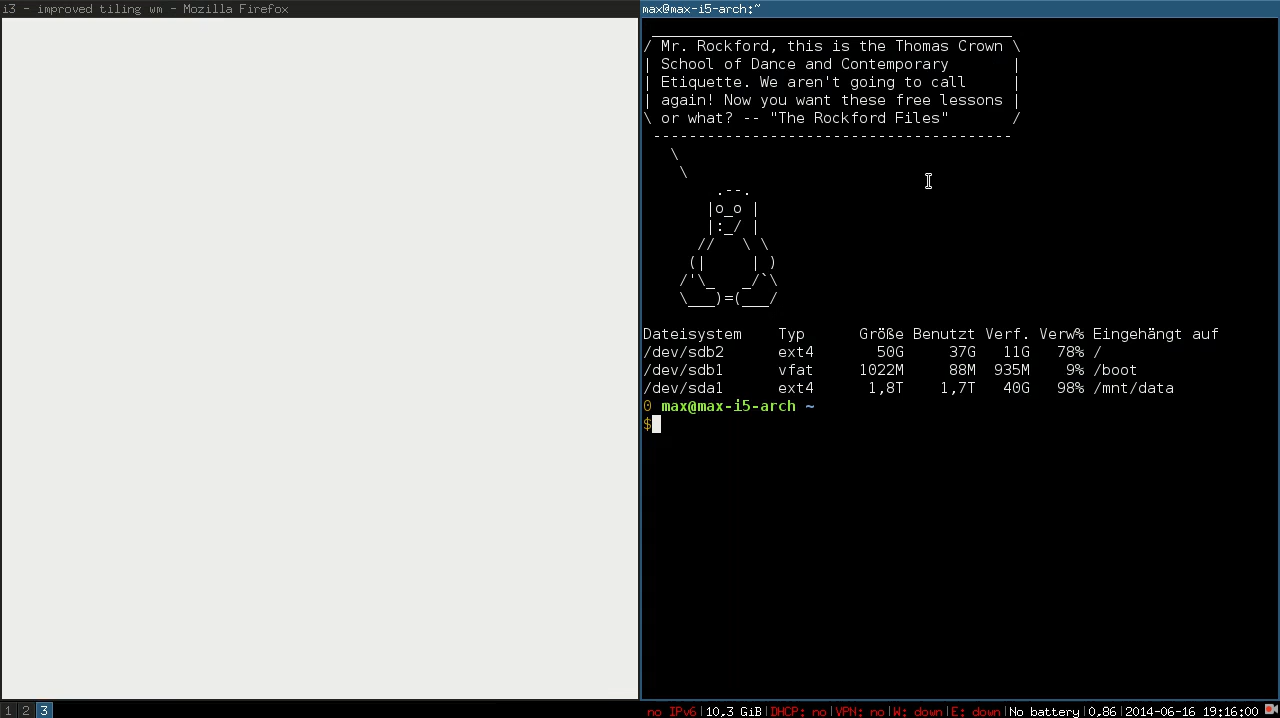 i3 - improved tiling wm - Mozilla Firefox
max@max-i5-arch:~
 ________________________________________
/ Mr. Rockford, this is the Thomas Crown \
| School of Dance and Contemporary       |
| Etiquette. We aren't going to call     |
| again! Now you want these free lessons |
\ or what? -- "The Rockford Files"       /
 ----------------------------------------
   \
    \
        .--.
       |o_o |
       |:_/ |
      //   \ \
     (|     | )
    /'\_   _/`\
    \___)=(___/
Dateisystem    Typ      Größe Benutzt Verf. Verw% Eingehängt auf
/dev/sdb2      ext4       50G     37G   11G   78% /
/dev/sdb1      vfat     1022M     88M  935M    9% /boot
/dev/sda1      ext4      1,8T    1,7T   40G   98% /mnt/data
0 max@max-i5-arch ~
$
1 2 3
no IPv6|10,3 GiB|DHCP: no|VPN: no|W: down|E: down|No battery|0,86|2014-06-16 19:16:00